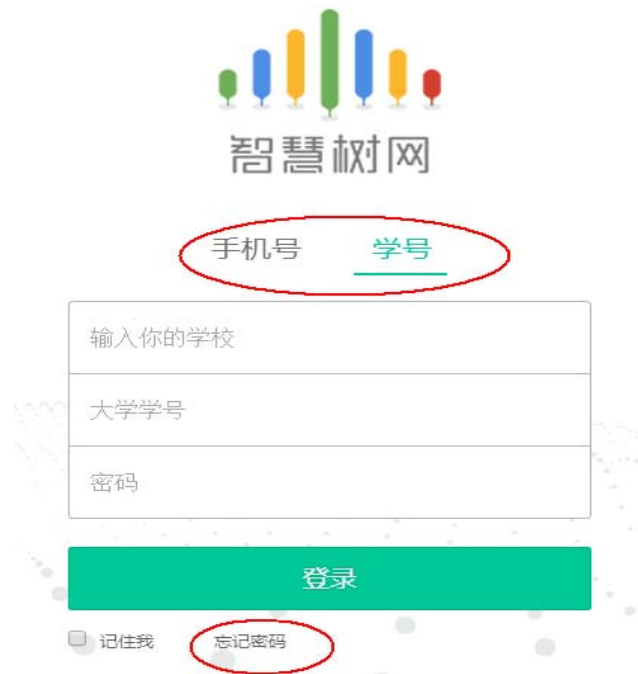 智慧树网
手机号 学号
输入你的学校
大学学号
密码
登录
记住我 忘记密码